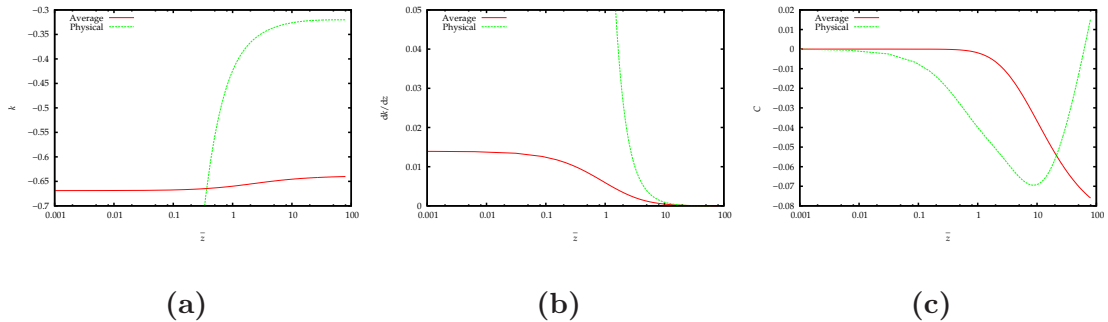 Average
Physical
k
-0.3
-0.35
-0.4
-0.45
-0.5
-0.55
-0.6
-0.65
-0.7
0.001
0.01
0.1
1
10
100
z̄
(a)
Average
Physical
dk/dz
0.05
0.04
0.03
0.02
0.01
0
0.001
0.01
0.1
1
10
100
z̄
(b)
Average
Physical
C
0.02
0.01
0
-0.01
-0.02
-0.03
-0.04
-0.05
-0.06
-0.07
-0.08
0.001
0.01
0.1
1
10
100
z̄
(c)